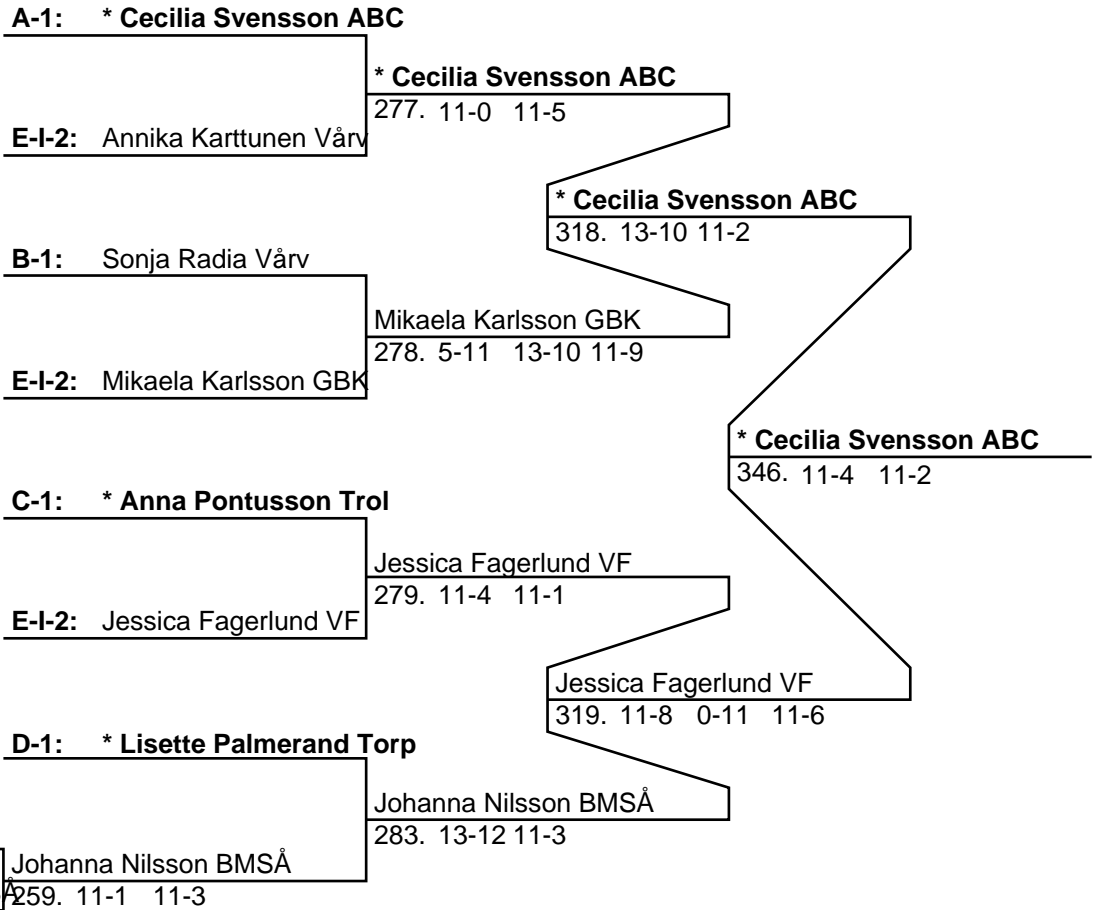 A-1: * Cecilia Svensson ABC
* Cecilia Svensson ABC
277. 11-0 11-5
E-I-2: Annika Karttunen Vårv
* Cecilia Svensson ABC
318. 13-10 11-2
B-1: Sonja Radia Vårv
Mikaela Karlsson GBK
278. 5-11 13-10 11-9
E-I-2: Mikaela Karlsson GBK
* Cecilia Svensson ABC
346. 11-4 11-2
C-1: * Anna Pontusson Trol
Jessica Fagerlund VF
279. 11-4 11-1
E-I-2: Jessica Fagerlund VF
Jessica Fagerlund VF
319. 11-8 0-11 11-6
D-1: * Lisette Palmerand Torp
Johanna Nilsson BMSÅ
283. 13-12 11-3
Johanna Nilsson BMSÅ
259. 11-1 11-3